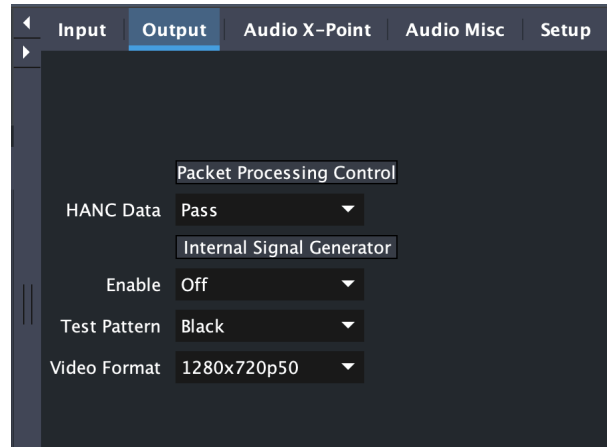 Input Output Audio X-Point Audio Misc Setup
Packet Processing Control
HANC Data Pass
Internal Signal Generator
Enable Off
Test Pattern Black
Video Format 1280x720p50